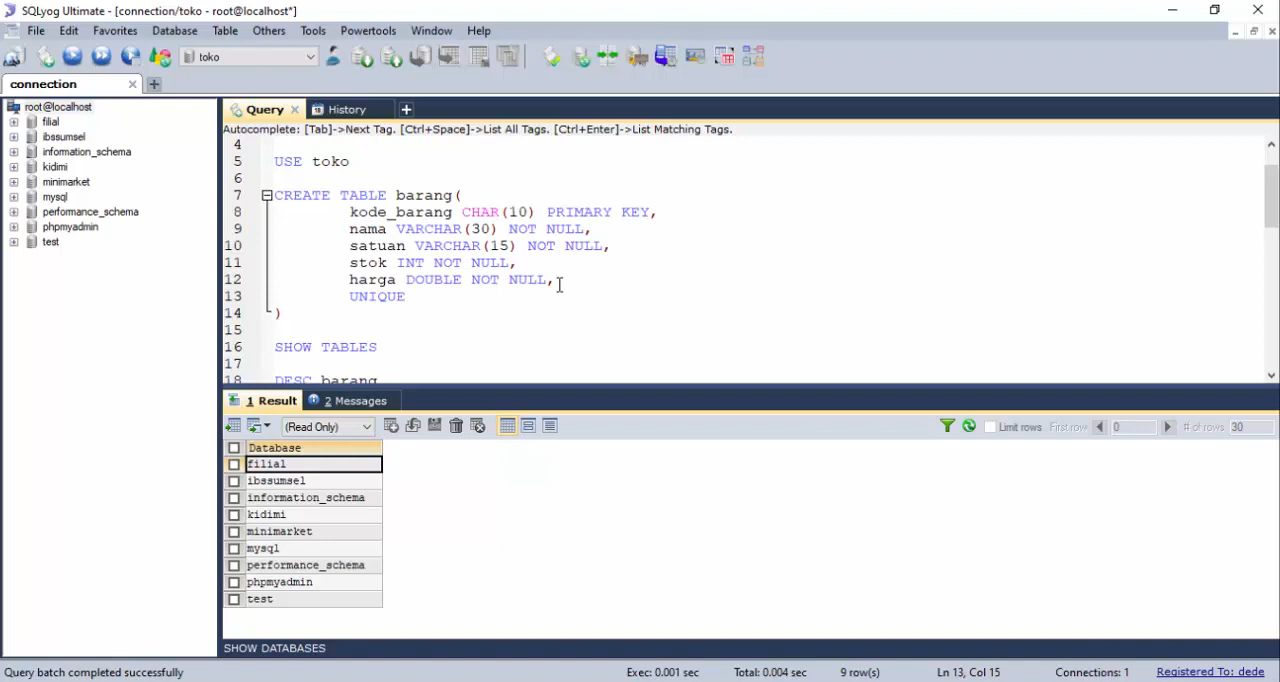 SQLyog Ultimate - [connection/toko - root@localhost*]
File Edit Favorites Database Table Others Tools Powertools Window Help
toko
connection
root@localhost
filial
ibssumsel
information_schema
kidimi
minimarket
mysql
performance_schema
phpmyadmin
test
Query History
Autocomplete: [Tab]->Next Tag. [Ctrl+Space]->List All Tags. [Ctrl+Enter]->List Matching Tags.
4
5 USE toko
6
7 CREATE TABLE barang(
8 kode_barang CHAR(10) PRIMARY KEY,
9 nama VARCHAR(30) NOT NULL,
10 satuan VARCHAR(15) NOT NULL,
11 stok INT NOT NULL,
12 harga DOUBLE NOT NULL,
13 UNIQUE
14 )
15
16 SHOW TABLES
17
18 DESC barang
1 Result 2 Messages
(Read Only) Limit rows First row 0 # of rows 30
Database
filial
ibssumsel
information_schema
kidimi
minimarket
mysql
performance_schema
phpmyadmin
test
SHOW DATABASES
Query batch completed successfully Exec: 0.001 sec Total: 0.004 sec 9 row(s) Ln 13, Col 15 Connections: 1 Registered To: dede